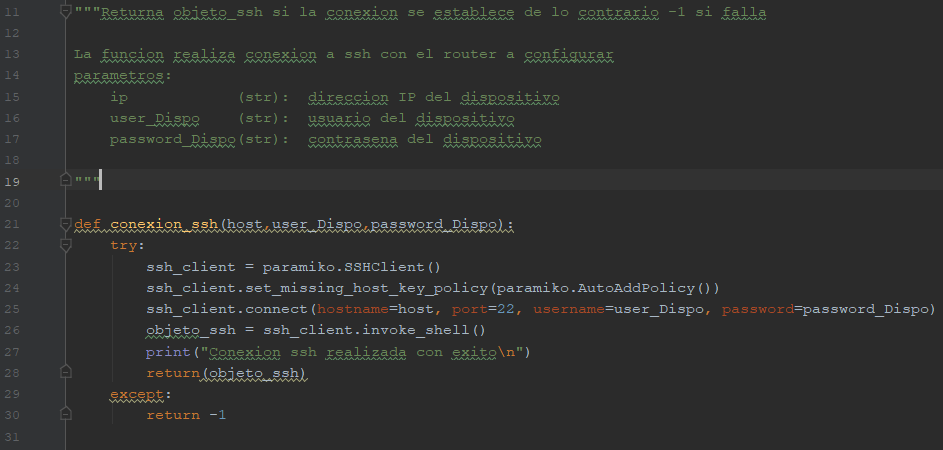 11 """Returna objeto_ssh si la conexion se establece de lo contrario -1 si falla
12
13 La funcion realiza conexion a ssh con el router a configurar
14 parametros:
15     ip            (str):  direccion IP del dispositivo
16     user_Dispo    (str):  usuario del dispositivo
17     password_Dispo(str):  contrasena del dispositivo
18
19 """
20
21 def conexion_ssh(host,user_Dispo,password_Dispo):
22     try:
23         ssh_client = paramiko.SSHClient()
24         ssh_client.set_missing_host_key_policy(paramiko.AutoAddPolicy())
25         ssh_client.connect(hostname=host, port=22, username=user_Dispo, password=password_Dispo)
26         objeto_ssh = ssh_client.invoke_shell()
27         print("Conexion ssh realizada con exito\n")
28         return(objeto_ssh)
29     except:
30         return -1
31